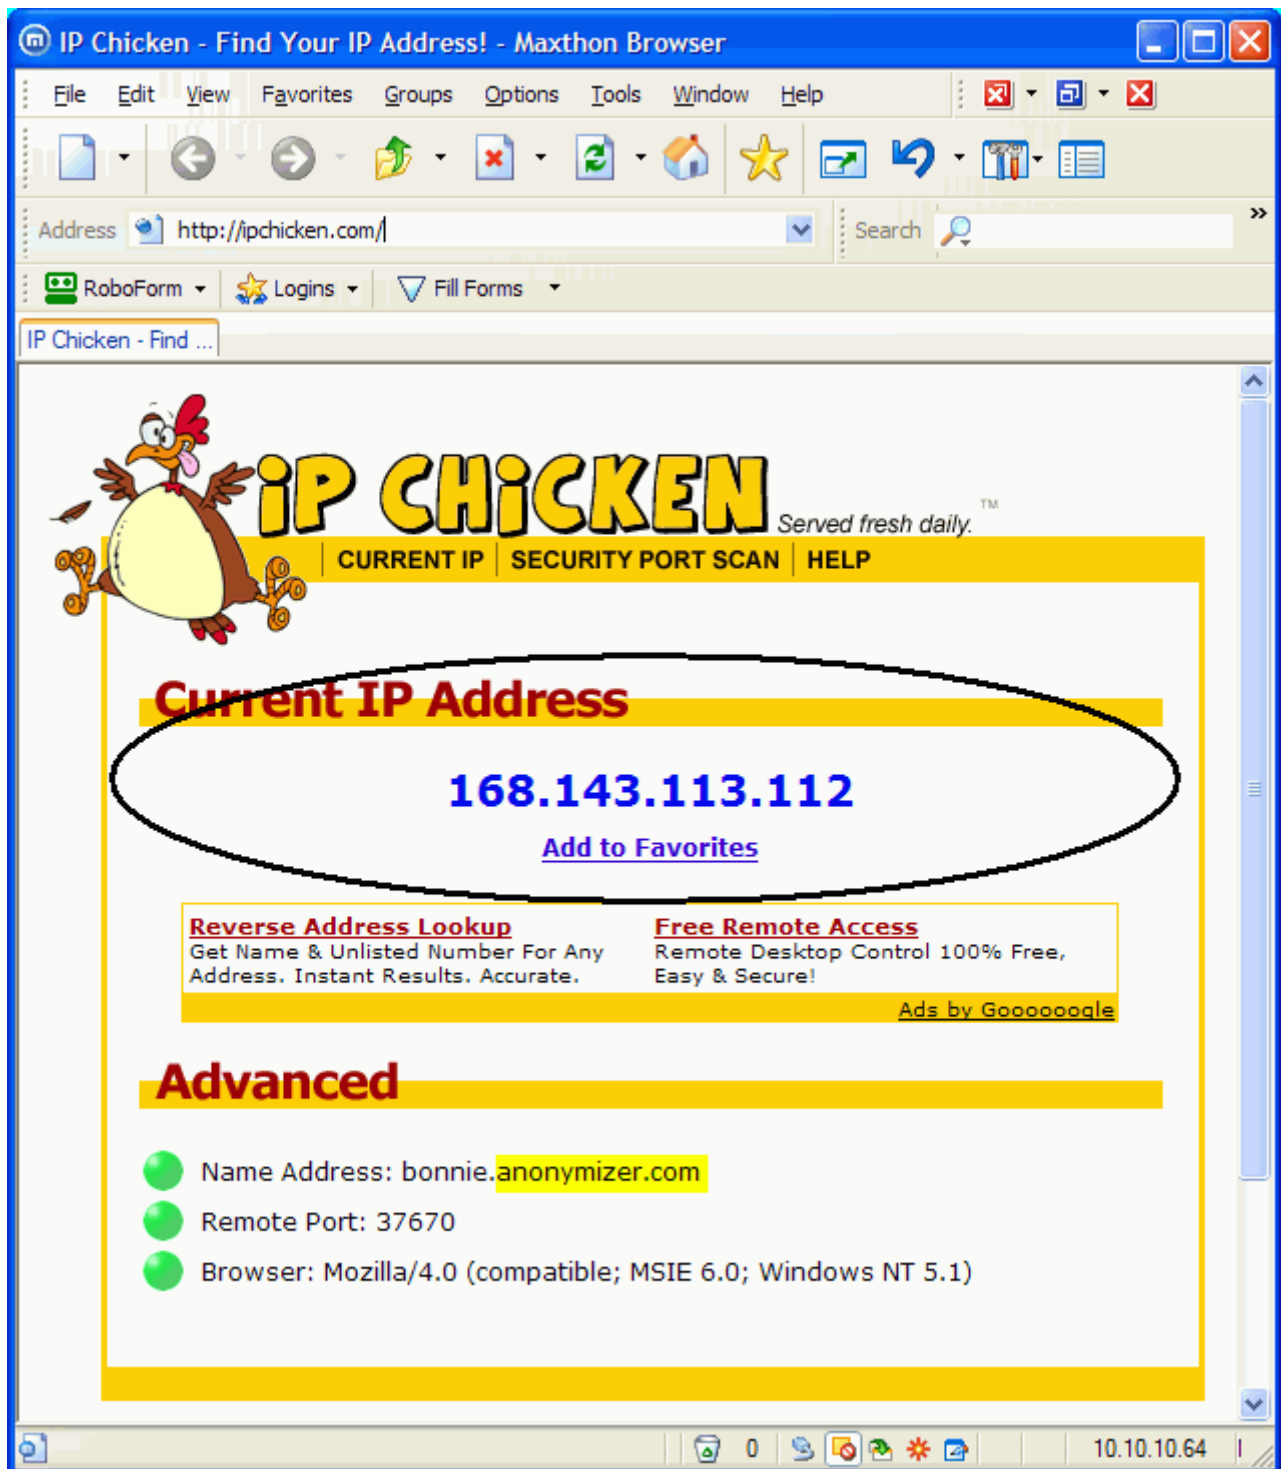 IP Chicken - Find Your IP Address! - Maxthon Browser
File Edit View Favorites Groups Options Tools Window Help
Address http://ipchicken.com/ Search »
RoboForm Logins Fill Forms
IP Chicken - Find ...
iP CHiCKEN Served fresh daily. ™
CURRENT IP | SECURITY PORT SCAN | HELP
Current IP Address
168.143.113.112
Add to Favorites
Reverse Address Lookup
Get Name & Unlisted Number For Any
Address. Instant Results. Accurate.
Free Remote Access
Remote Desktop Control 100% Free,
Easy & Secure!
Ads by Goooooogle
Advanced
Name Address: bonnie.anonymizer.com
Remote Port: 37670
Browser: Mozilla/4.0 (compatible; MSIE 6.0; Windows NT 5.1)
0 10.10.10.64